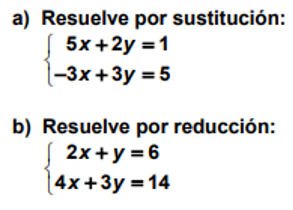 a) Resuelve por sustitución:
5x + 2y = 1
–3x + 3y = 5
b) Resuelve por reducción:
2x + y = 6
4x + 3y = 14